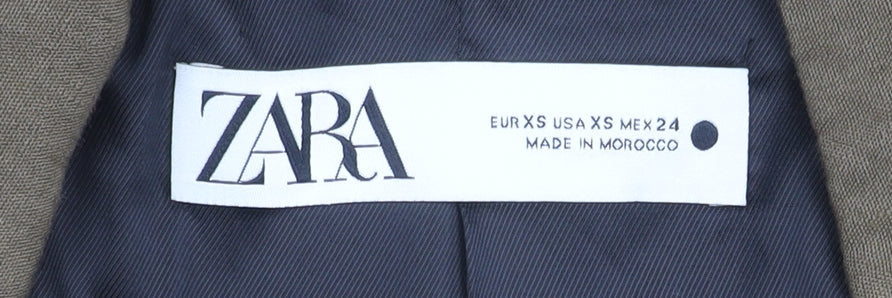 ZARA
EUR XS USA XS MEX 24
MADE IN MOROCCO